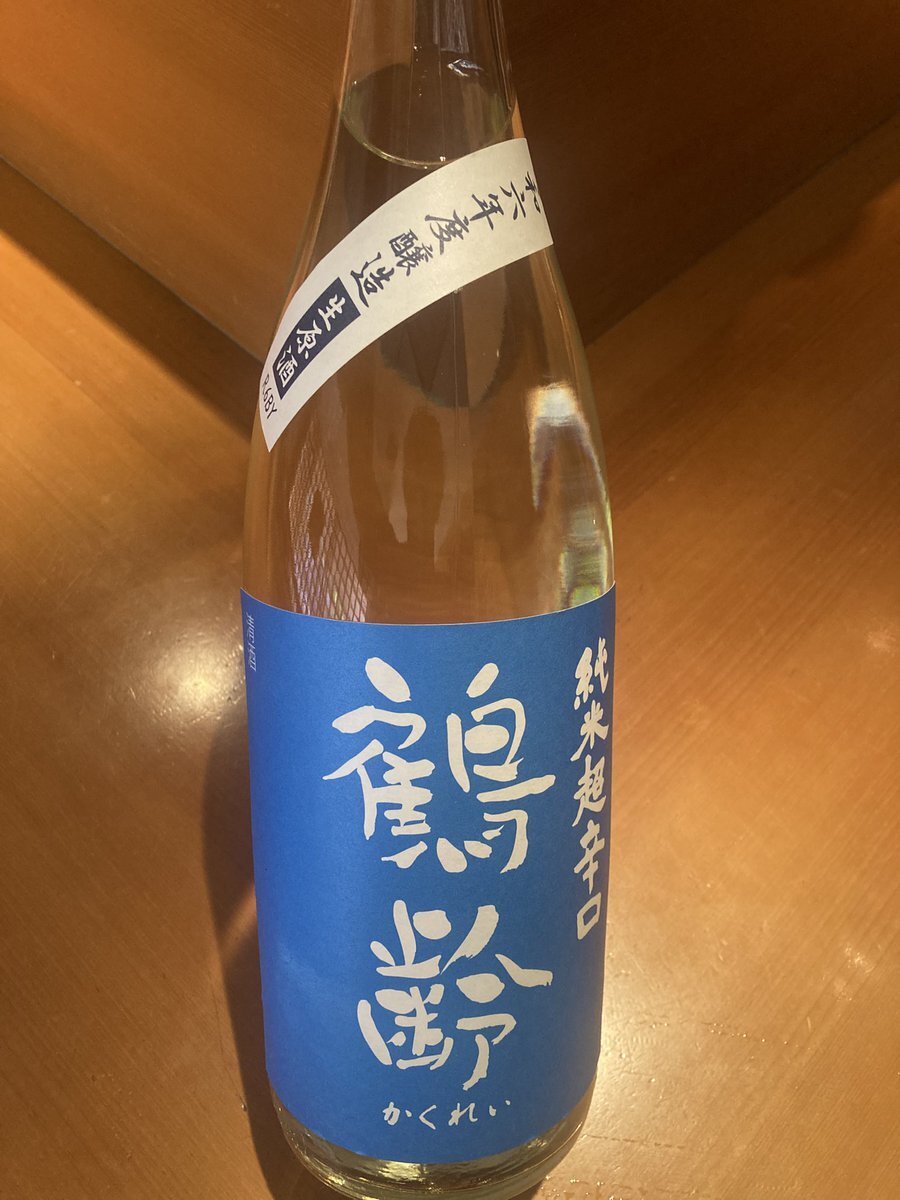 和六年度醸造
生原酒
R6BY
純米超辛口
鶴齢
かくれい